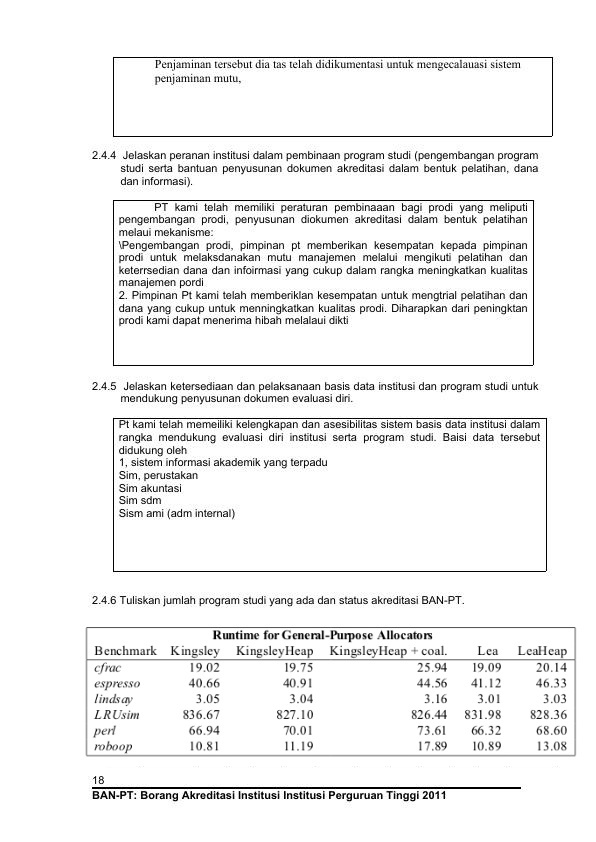 Penjaminan tersebut dia tas telah didikumentasi untuk mengecalauasi sistem
penjaminan mutu,
2.4.4 Jelaskan peranan institusi dalam pembinaan program studi (pengembangan program
studi serta bantuan penyusunan dokumen akreditasi dalam bentuk pelatihan, dana
dan informasi).
PT kami telah memiliki peraturan pembinaaan bagi prodi yang meliputi
pengembangan prodi, penyusunan diokumen akreditasi dalam bentuk pelatihan
melaui mekanisme:
\Pengembangan prodi, pimpinan pt memberikan kesempatan kepada pimpinan
prodi untuk melaksdanakan mutu manajemen melalui mengikuti pelatihan dan
keterrsedian dana dan infoirmasi yang cukup dalam rangka meningkatkan kualitas
manajemen pordi
2. Pimpinan Pt kami telah memberiklan kesempatan untuk mengtrial pelatihan dan
dana yang cukup untuk menningkatkan kualitas prodi. Diharapkan dari peningktan
prodi kami dapat menerima hibah melalaui dikti
2.4.5 Jelaskan ketersediaan dan pelaksanaan basis data institusi dan program studi untuk
mendukung penyusunan dokumen evaluasi diri.
Pt kami telah memeiliki kelengkapan dan asesibilitas sistem basis data institusi dalam
rangka mendukung evaluasi diri institusi serta program studi. Baisi data tersebut
didukung oleh
1, sistem informasi akademik yang terpadu
Sim, perustakan
Sim akuntasi
Sim sdm
Sism ami (adm internal)
2.4.6 Tuliskan jumlah program studi yang ada dan status akreditasi BAN-PT.
Runtime for General-Purpose Allocators
Benchmark Kingsley KingsleyHeap KingsleyHeap + coal. Lea LeaHeap
cfrac 19.02 19.75 25.94 19.09 20.14
espresso 40.66 40.91 44.56 41.12 46.33
lindsay 3.05 3.04 3.16 3.01 3.03
LRUsim 836.67 827.10 826.44 831.98 828.36
perl 66.94 70.01 73.61 66.32 68.60
roboop 10.81 11.19 17.89 10.89 13.08
18
BAN-PT: Borang Akreditasi Institusi Institusi Perguruan Tinggi 2011